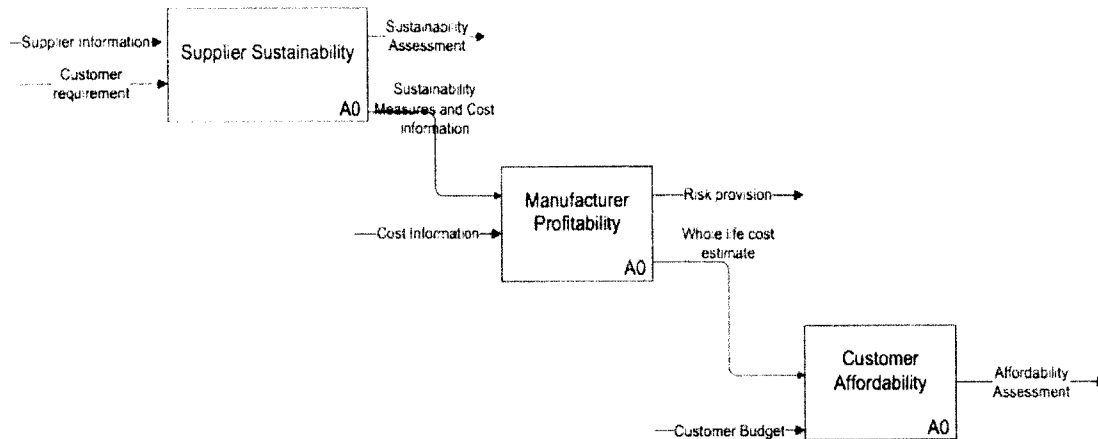 Supplier information
Customer
requirement
Supplier Sustainability
A0
Sustainability
Assessment
Sustainability
Measures and Cost
information
Cost Information
Manufacturer
Profitability
A0
Risk provision
Whole life cost
estimate
Customer Budget
Customer
Affordability
A0
Affordability
Assessment